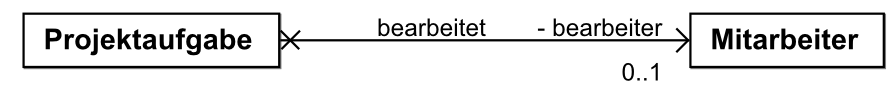 Projektaufgabe
bearbeitet
- bearbeiter
0..1
Mitarbeiter